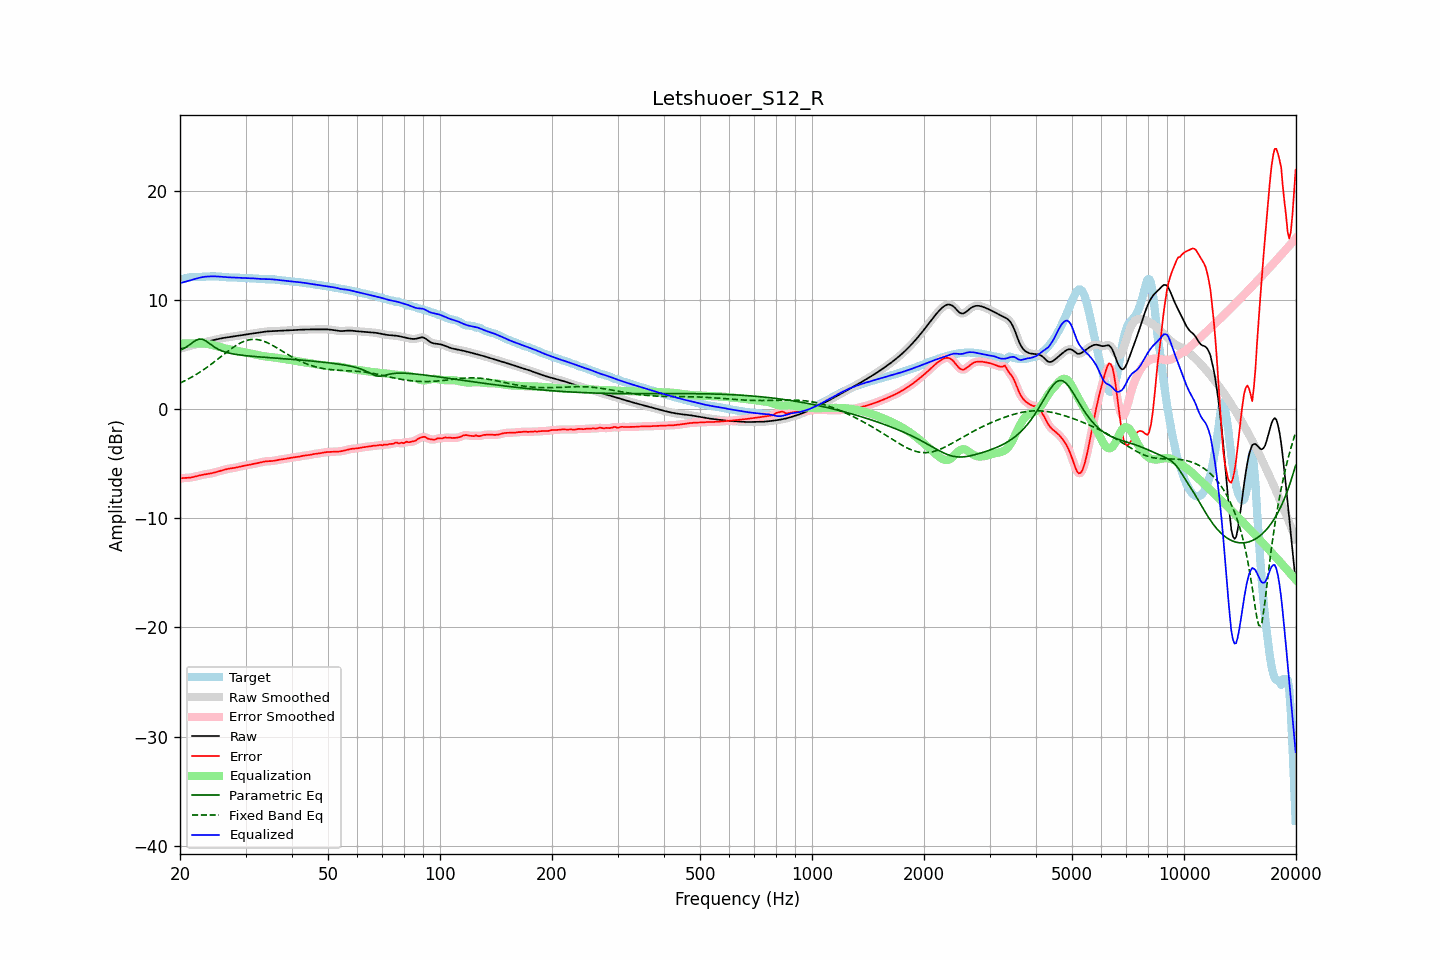 Letshuoer_S12_R
Amplitude (dBr)
20
10
0
−10
−20
−30
−40
Target
Raw Smoothed
Error Smoothed
Raw
Error
Equalization
Parametric Eq
Fixed Band Eq
Equalized
20 50 100 200 500 1000 2000 5000 10000 20000
Frequency (Hz)